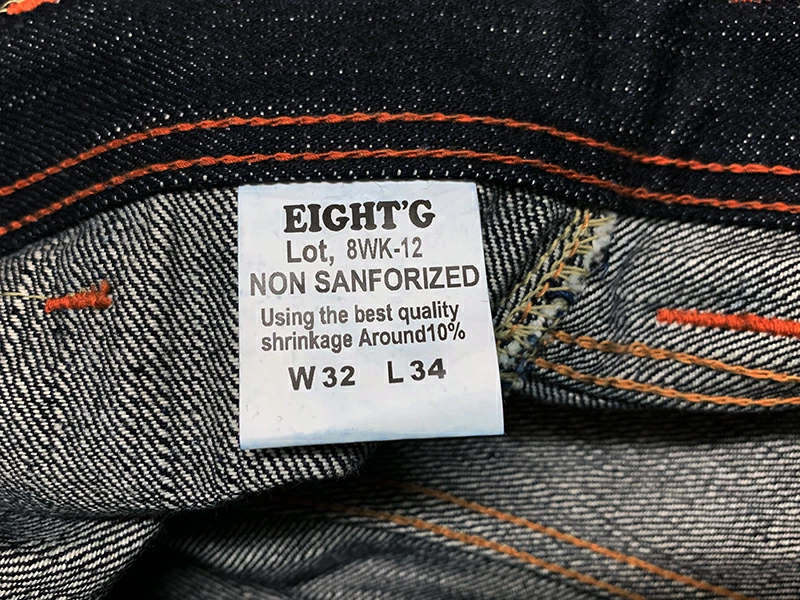 EIGHT'G
Lot, 8WK-12
NON SANFORIZED
Using the best quality
shrinkage Around10%
W32 L34